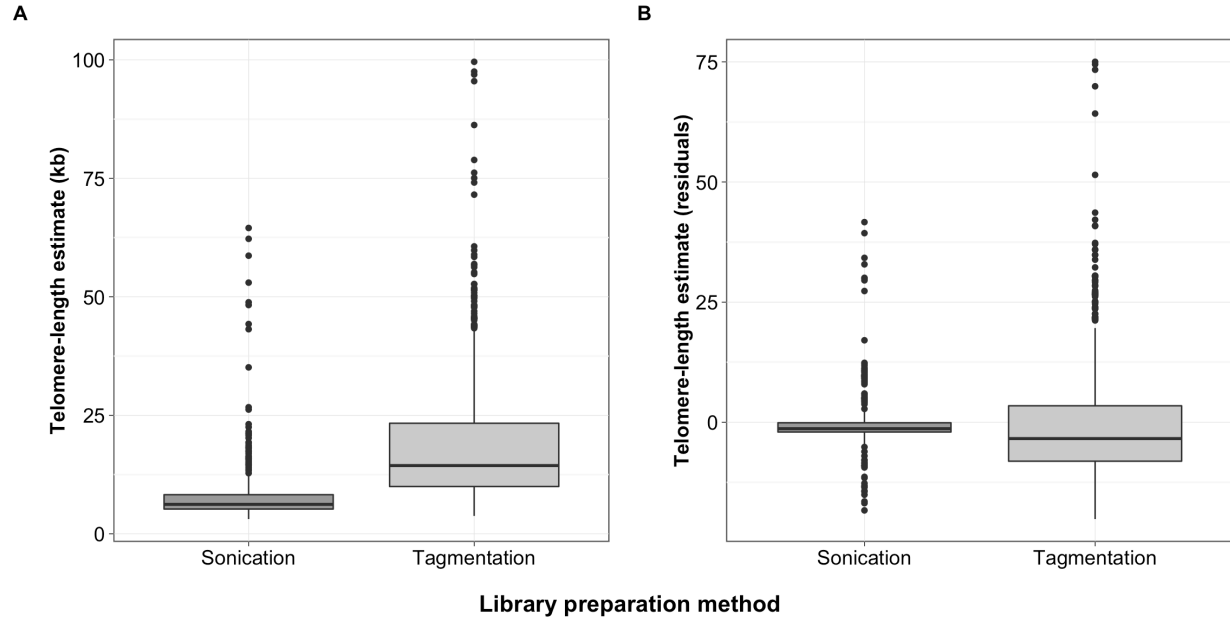 A
Telomere-length estimate (kb)
100
75
50
25
0
Sonication Tagmentation
B
Telomere-length estimate (residuals)
75
50
25
0
Sonication Tagmentation
Library preparation method